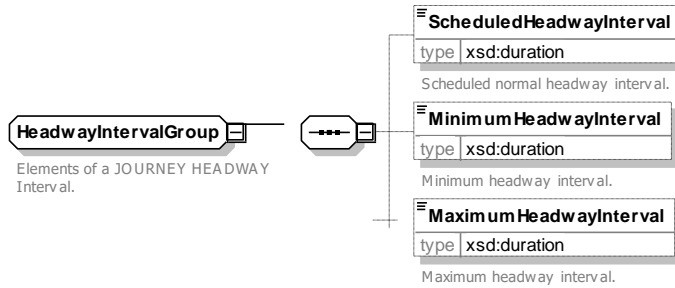 ScheduledHeadwayInterval
type xsd:duration
Scheduled normal headway interval.
HeadwayIntervalGroup
Elements of a JOURNEY HEADWAY
Interval.
MinimumHeadwayInterval
type xsd:duration
Minimum headway interval.
MaximumHeadwayInterval
type xsd:duration
Maximum headway interval.